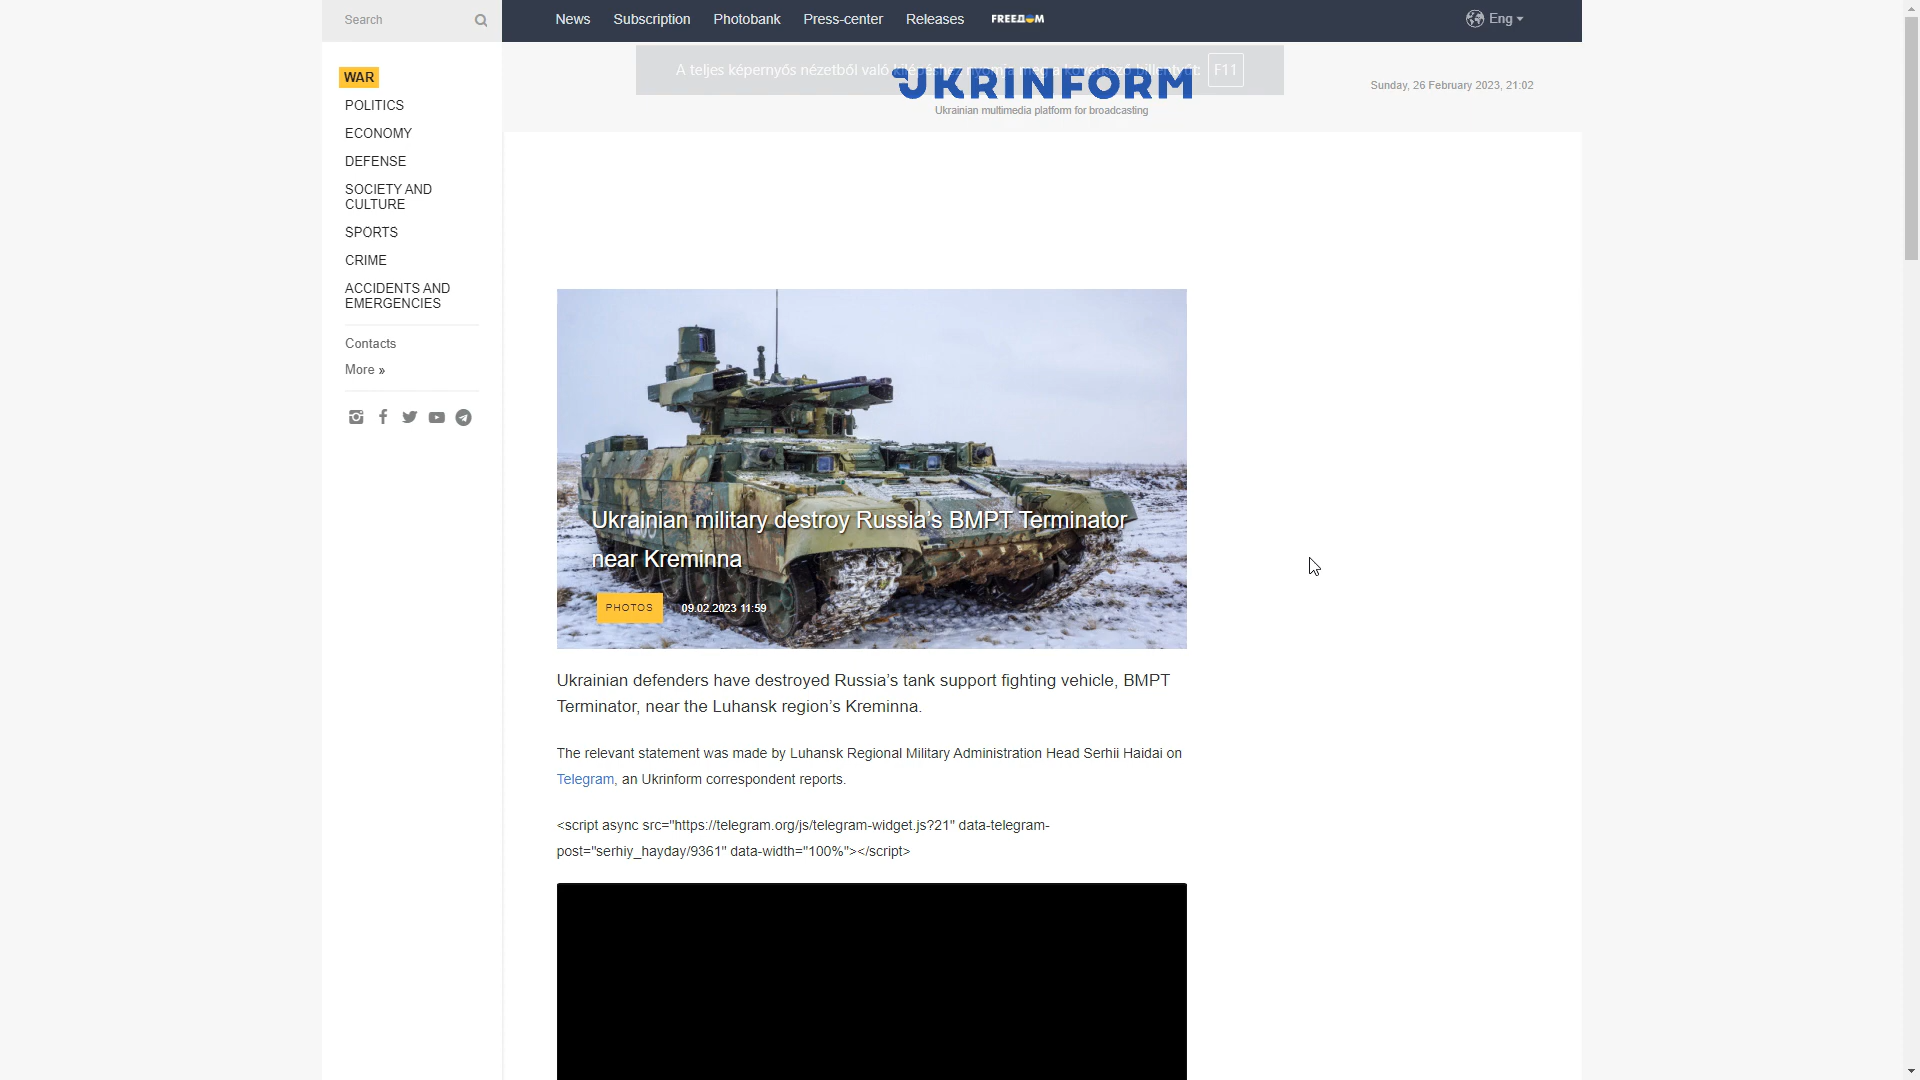 Search
News Subscription Photobank Press-center Releases FREEДОМ
Eng
WAR
POLITICS
ECONOMY
DEFENSE
SOCIETY AND
CULTURE
SPORTS
CRIME
ACCIDENTS AND
EMERGENCIES
Contacts
More »
A teljes képernyős nézetből való kilépéshez nyomja meg a következő billentyűt: F11
UKRINFORM
Ukrainian multimedia platform for broadcasting
Sunday, 26 February 2023, 21:02
Ukrainian military destroy Russia’s BMPT Terminator
near Kreminna
PHOTOS 09.02.2023 11:59
Ukrainian defenders have destroyed Russia’s tank support fighting vehicle, BMPT
Terminator, near the Luhansk region’s Kreminna.
The relevant statement was made by Luhansk Regional Military Administration Head Serhii Haidai on
Telegram, an Ukrinform correspondent reports.
<script async src="https://telegram.org/js/telegram-widget.js?21" data-telegram-
post="serhiy_hayday/9361" data-width="100%"></script>